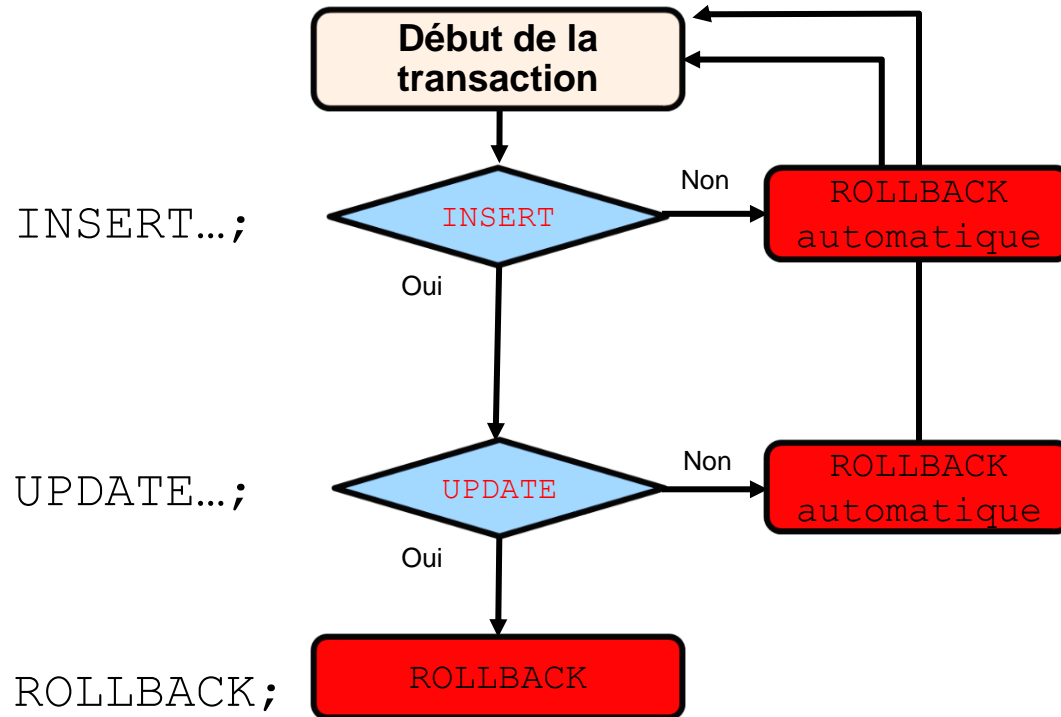 Début de la
transaction
INSERT…;
INSERT
Non
ROLLBACK
automatique
Oui
UPDATE…;
UPDATE
Non
ROLLBACK
automatique
Oui
ROLLBACK;
ROLLBACK